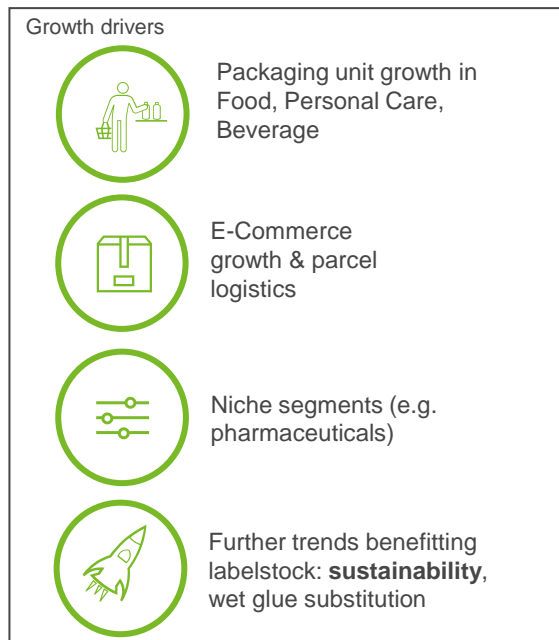 Growth drivers
Packaging unit growth in
Food, Personal Care,
Beverage
E-Commerce
growth & parcel
logistics
Niche segments (e.g.
pharmaceuticals)
Further trends benefitting
labelstock: sustainability,
wet glue substitution